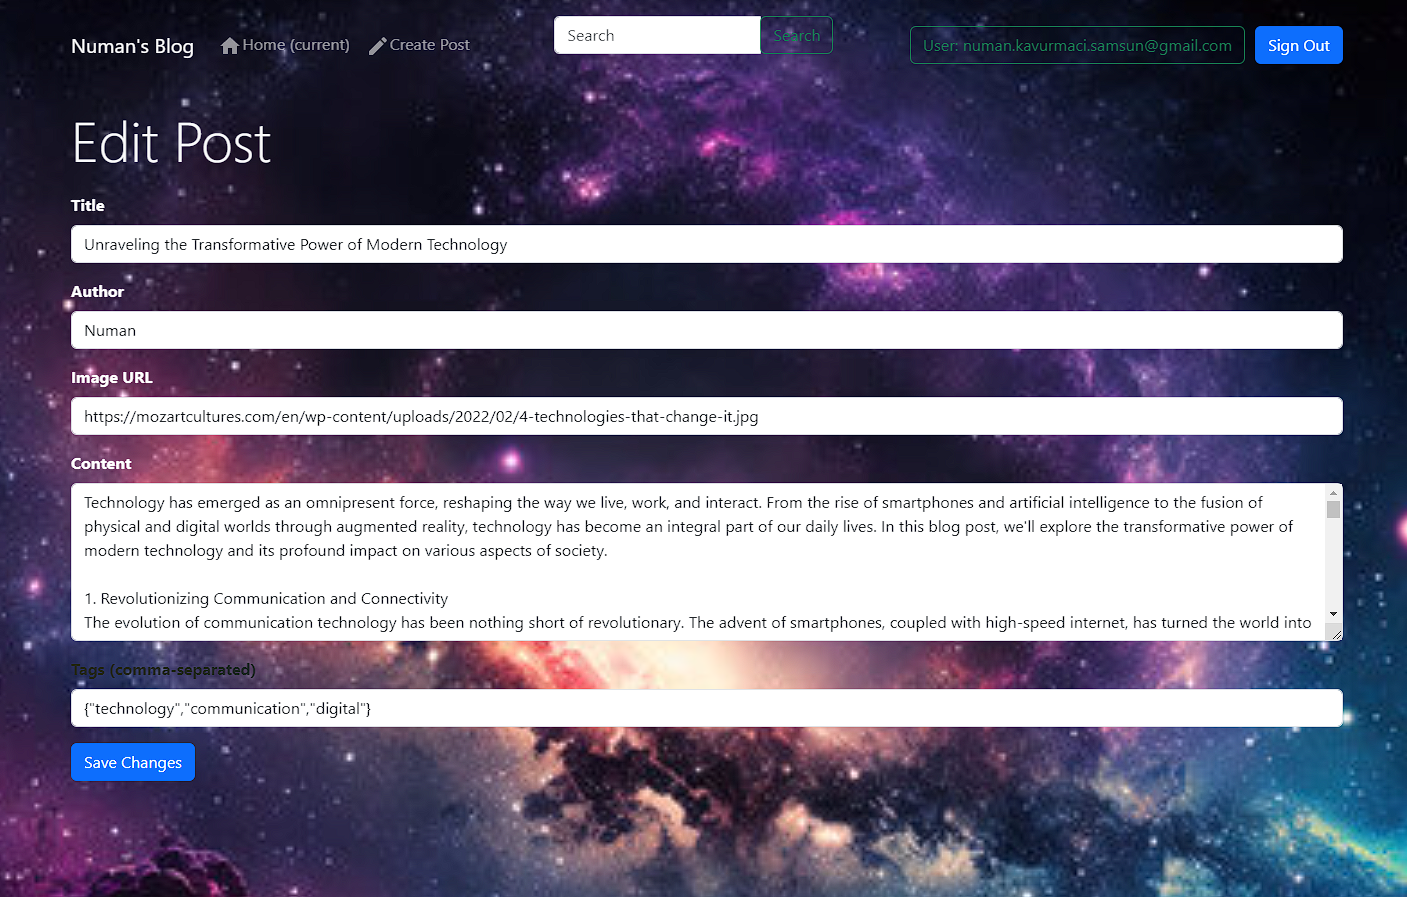 Numan's Blog
Home (current)
Create Post
Search
Search
User: numan.kavurmaci.samsun@gmail.com
Sign Out
Edit Post
Title
Unraveling the Transformative Power of Modern Technology
Author
Numan
Image URL
https://mozartcultures.com/en/wp-content/uploads/2022/02/4-technologies-that-change-it.jpg
Content
Technology has emerged as an omnipresent force, reshaping the way we live, work, and interact. From the rise of smartphones and artificial intelligence to the fusion of
physical and digital worlds through augmented reality, technology has become an integral part of our daily lives. In this blog post, we'll explore the transformative power of
modern technology and its profound impact on various aspects of society.
1. Revolutionizing Communication and Connectivity
The evolution of communication technology has been nothing short of revolutionary. The advent of smartphones, coupled with high-speed internet, has turned the world into
Tags (comma-separated)
{"technology","communication","digital"}
Save Changes